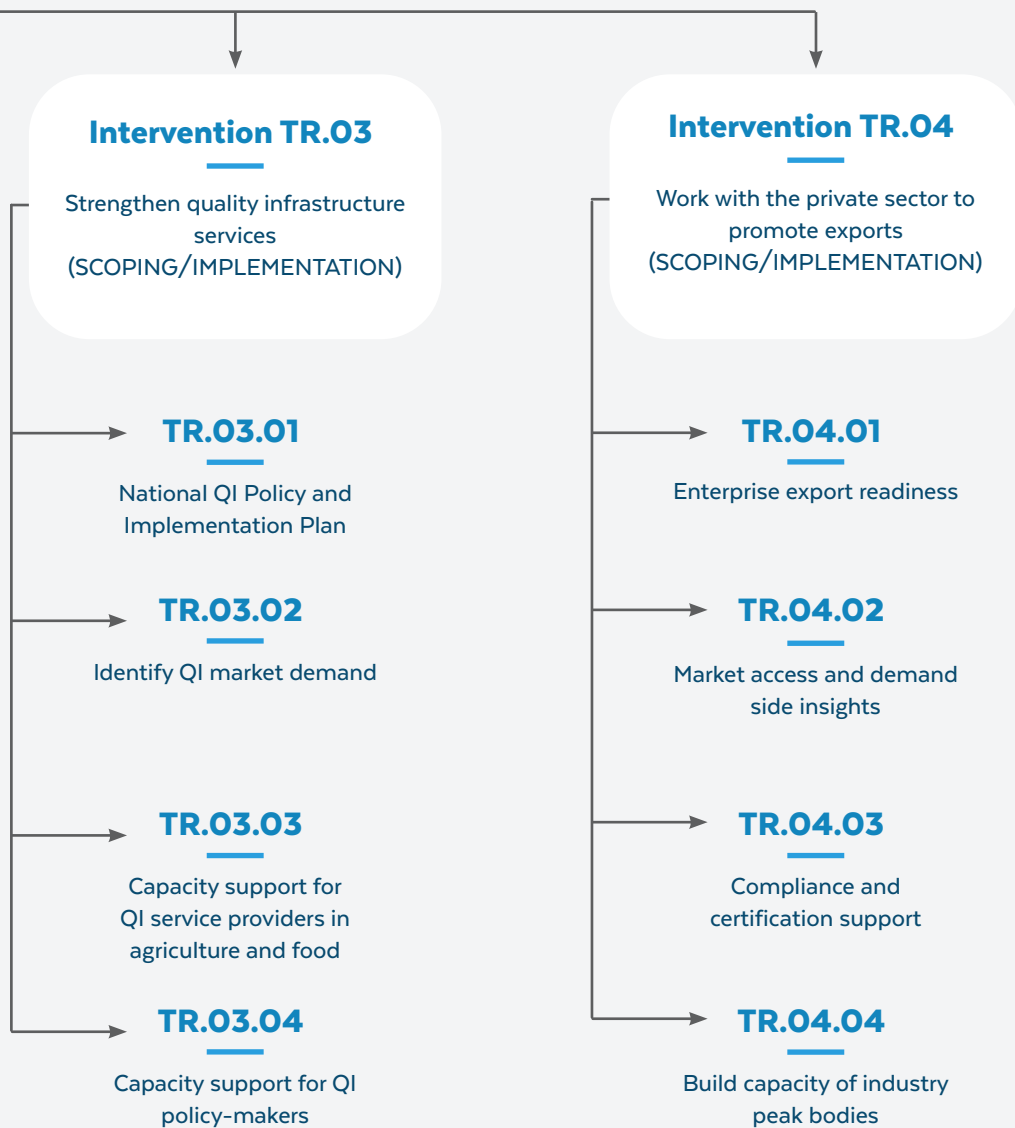 Intervention TR.03
Strengthen quality infrastructure
services
(SCOPING/IMPLEMENTATION)
TR.03.01
National QI Policy and
Implementation Plan
TR.03.02
Identify QI market demand
TR.03.03
Capacity support for
QI service providers in
agriculture and food
TR.03.04
Capacity support for QI
policy-makers
Intervention TR.04
Work with the private sector to
promote exports
(SCOPING/IMPLEMENTATION)
TR.04.01
Enterprise export readiness
TR.04.02
Market access and demand
side insights
TR.04.03
Compliance and
certification support
TR.04.04
Build capacity of industry
peak bodies